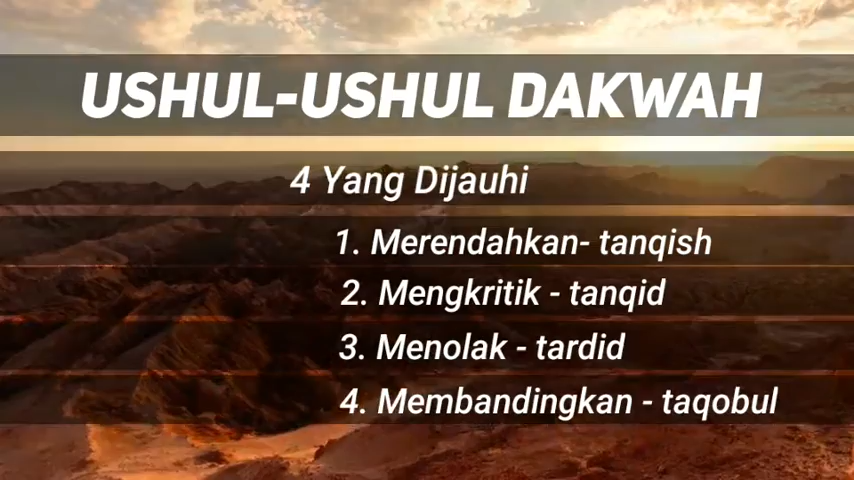 USHUL-USHUL DAKWAH
4 Yang Dijauhi
1. Merendahkan- tanqish
2. Mengkritik - tanqid
3. Menolak - tardid
4. Membandingkan - taqobul